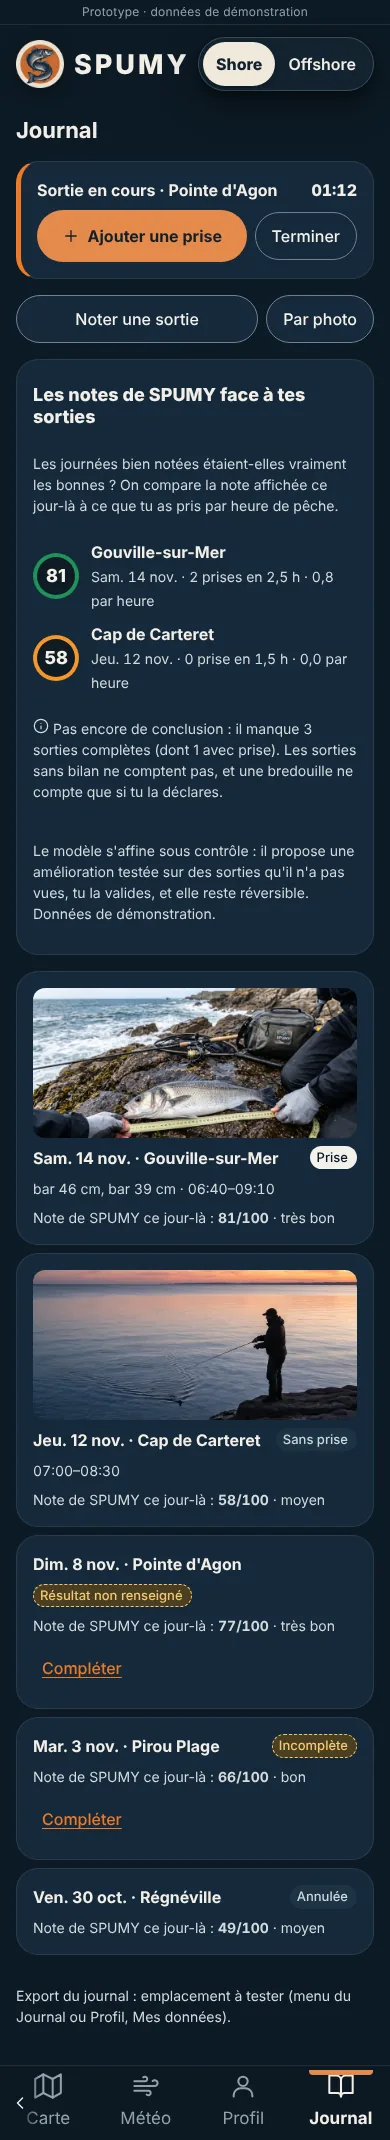 Prototype · données de démonstration
SPUMY
Shore
Offshore
Journal
Sortie en cours · Pointe d'Agon
01:12
+ Ajouter une prise
Terminer
Noter une sortie
Par photo
Les notes de SPUMY face à tes
sorties
Les journées bien notées étaient-elles vraiment
les bonnes ? On compare la note affichée ce
jour-là à ce que tu as pris par heure de pêche.
81
Gouville-sur-Mer
Sam. 14 nov. · 2 prises en 2,5 h · 0,8
par heure
58
Cap de Carteret
Jeu. 12 nov. · 0 prise en 1,5 h · 0,0 par
heure
Pas encore de conclusion : il manque 3
sorties complètes (dont 1 avec prise). Les sorties
sans bilan ne comptent pas, et une bredouille ne
compte que si tu la déclares.
Le modèle s'affine sous contrôle : il propose une
amélioration testée sur des sorties qu'il n'a pas
vues, tu la valides, et elle reste réversible.
Données de démonstration.
Sam. 14 nov. · Gouville-sur-Mer
Prise
bar 46 cm, bar 39 cm · 06:40–09:10
Note de SPUMY ce jour-là : 81/100 · très bon
Jeu. 12 nov. · Cap de Carteret
Sans prise
07:00–08:30
Note de SPUMY ce jour-là : 58/100 · moyen
Dim. 8 nov. · Pointe d'Agon
Résultat non renseigné
Note de SPUMY ce jour-là : 77/100 · très bon
Compléter
Mar. 3 nov. · Pirou Plage
Incomplète
Note de SPUMY ce jour-là : 66/100 · bon
Compléter
Ven. 30 oct. · Régnéville
Annulée
Note de SPUMY ce jour-là : 49/100 · moyen
Export du journal : emplacement à tester (menu du
Journal ou Profil, Mes données).
Carte
Météo
Profil
Journal